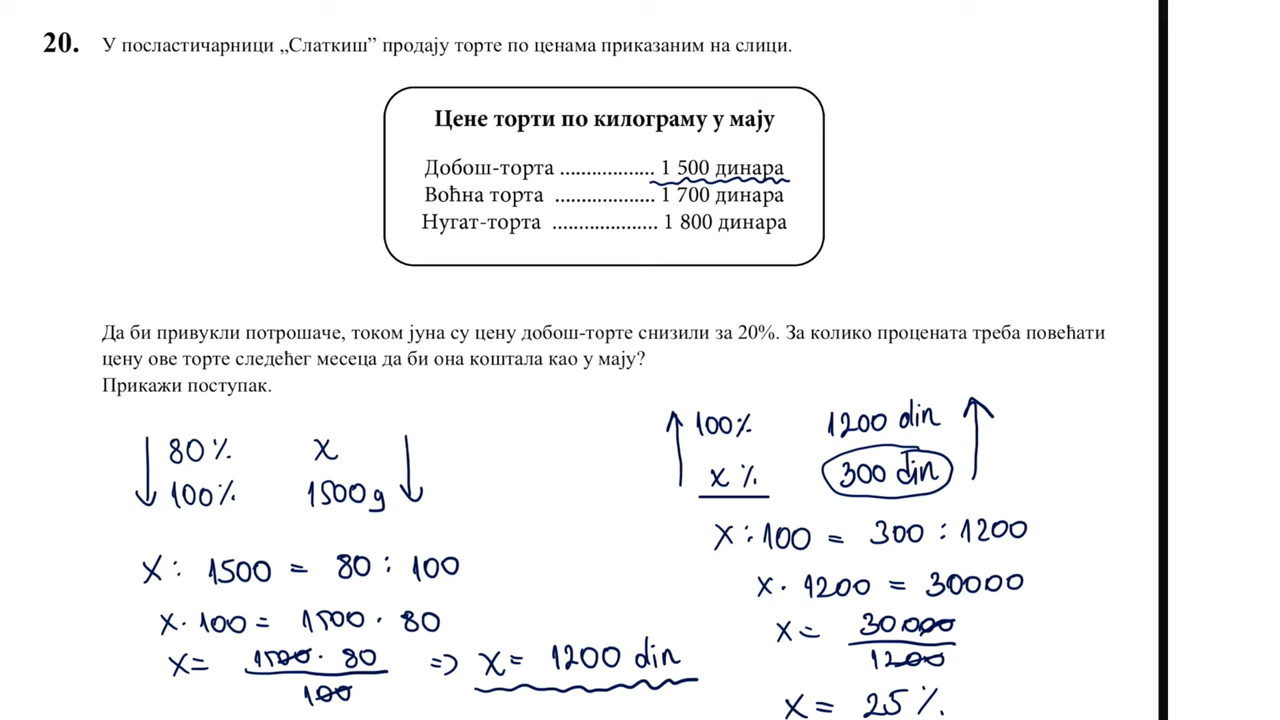 20. У посластичарници „Слаткиш” продају торте по ценама приказаним на слици.
Цене торти по килограму у мају
Добош-торта .................. 1 500 динара
Воћна торта ................... 1 700 динара
Нугат-торта .................... 1 800 динара
Да би привукли потрошаче, током јуна су цену добош-торте снизили за 20%. За колико процената треба повећати
цену ове торте следећег месеца да би она коштала као у мају?
Прикажи поступак.
↓ 80% x ↓
100% 1500g
x : 1500 = 80 : 100
x · 100 = 1500 · 80
x = 1500 · 80 / 100 => x = 1200 din
↑ 100% 1200 din ↑
x % 300 din
x : 100 = 300 : 1200
x · 1200 = 30000
x = 30000 / 1200
x = 25 %.